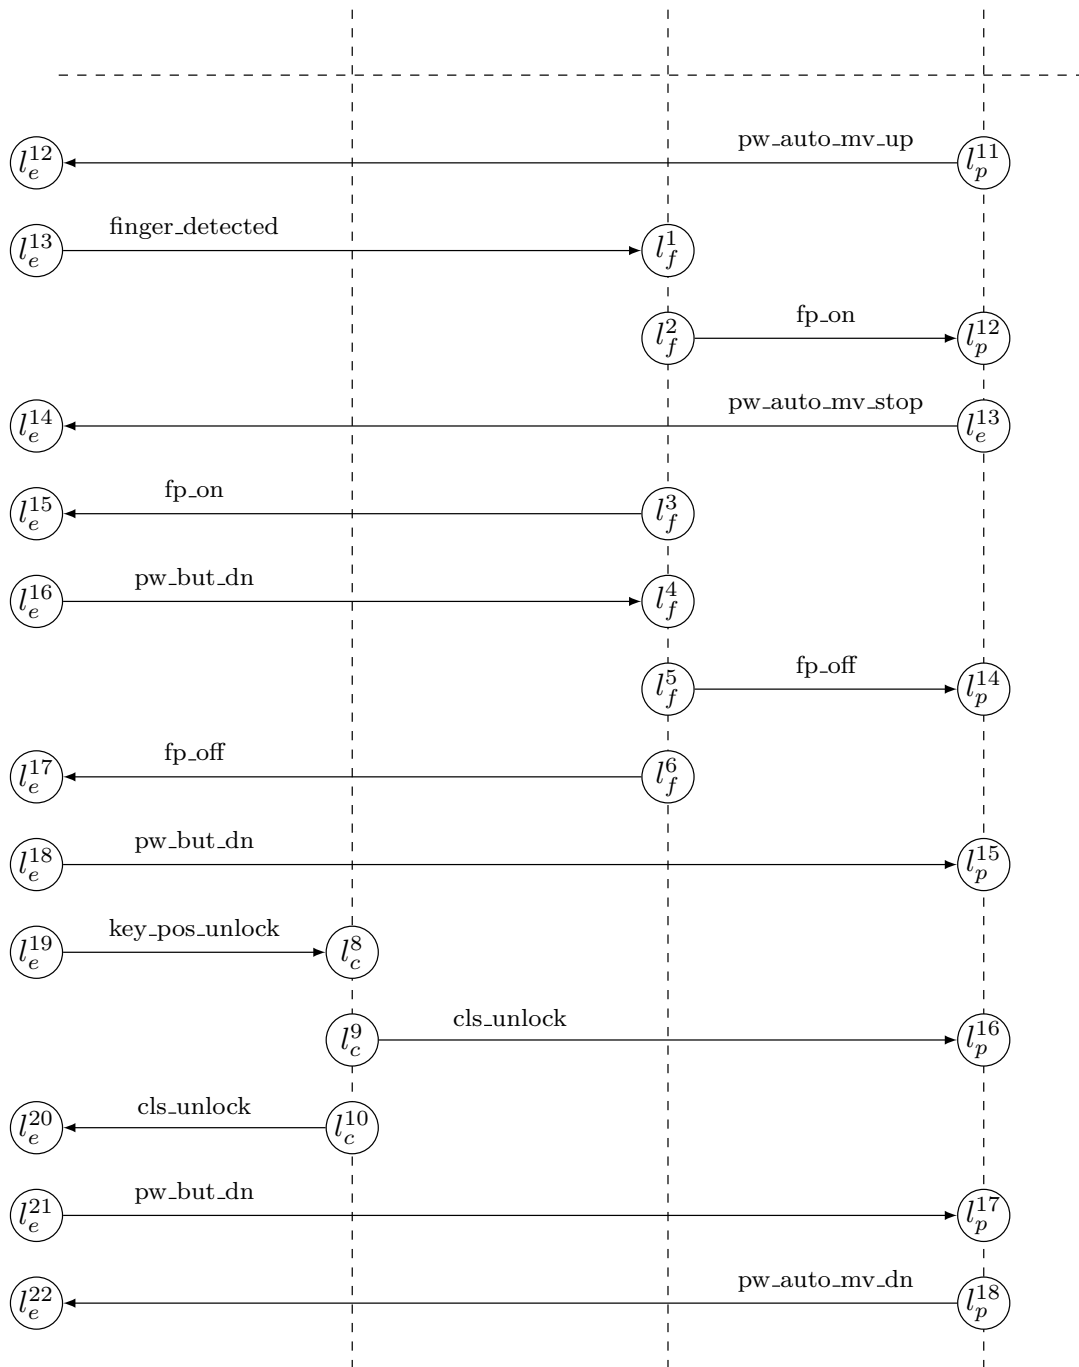 pw_auto_mv_up
l_e^{12} l_p^{11}
finger_detected
l_e^{13} l_f^1
fp_on
l_f^2 l_p^{12}
pw_auto_mv_stop
l_e^{14} l_e^{13}
fp_on
l_e^{15} l_f^3
pw_but_dn
l_e^{16} l_f^4
fp_off
l_f^5 l_p^{14}
fp_off
l_e^{17} l_f^6
pw_but_dn
l_e^{18} l_p^{15}
key_pos_unlock
l_e^{19} l_c^8
cls_unlock
l_c^9 l_p^{16}
cls_unlock
l_e^{20} l_c^{10}
pw_but_dn
l_e^{21} l_p^{17}
pw_auto_mv_dn
l_e^{22} l_p^{18}